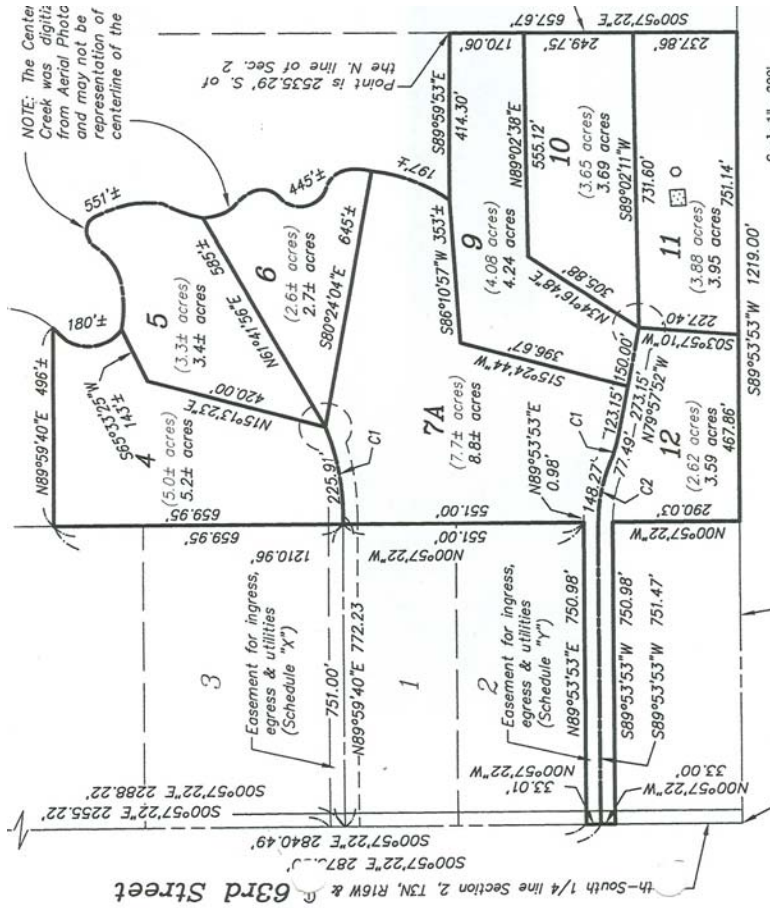 NOTE: The Center
Creek was digitiz
from Aerial Photo
and may not be
representation of
centerline of the
Point is 2535.29' S. of
the N. line of Sec. 2
S00°57'22"E
657.67'
170.06'
249.75'
237.86'
551'±
445'±
197'±
S89°59'53"E
414.30'
N89°02'38"E
555.12'
10
(3.65 acres)
3.69 acres
S89°02'11"W
731.60'
11
(3.88 acres)
3.95 acres
751.14'
S89°53'53"W 1219.00'
9
(4.08 acres)
4.24 acres
N34°16'48"E
305.88'
S86°10'57"W 353'±
645'±
585'±
6
(2.6± acres)
2.7± acres
S80°24'04"E
N61°41'56"E
5
(3.3± acres)
3.4± acres
180'±
N89°59'40"E 496'±
S65°33'25"W
143'±
N15°13'23"E
420.00'
4
(5.0± acres)
5.2± acres
225.91'
C1
7A
(7.7± acres)
8.8± acres
S15°24'44"W
396.67'
150.00'
123.15'
C1
148.27'
77.49'
273.15'
N79°57'52"W
S03°57'10"W
227.40'
C2
12
(2.62 acres)
3.59 acres
467.86'
N89°53'53"E
0.98'
290.03'
N00°57'22"W
659.95'
659.95'
1210.96'
N00°57'22"W
551.00'
551.00'
3
Easement for ingress,
egress & utilities
(Schedule "X")
751.00'
N89°59'40"E 772.23
1
2
Easement for ingress,
egress & utilities
(Schedule "Y")
N89°53'53"E 750.98'
S89°53'53"W 750.98'
S89°53'53"W 751.47'
N00°57'22"W
33.01'
N00°57'22"W
33.00'
S00°57'22"E 2288.22'
S00°57'22"E 2255.22'
S00°57'22"E 2840.49'
S00°57'22"E
63rd Street
th-South 1/4 line Section 2, T3N, R16W &